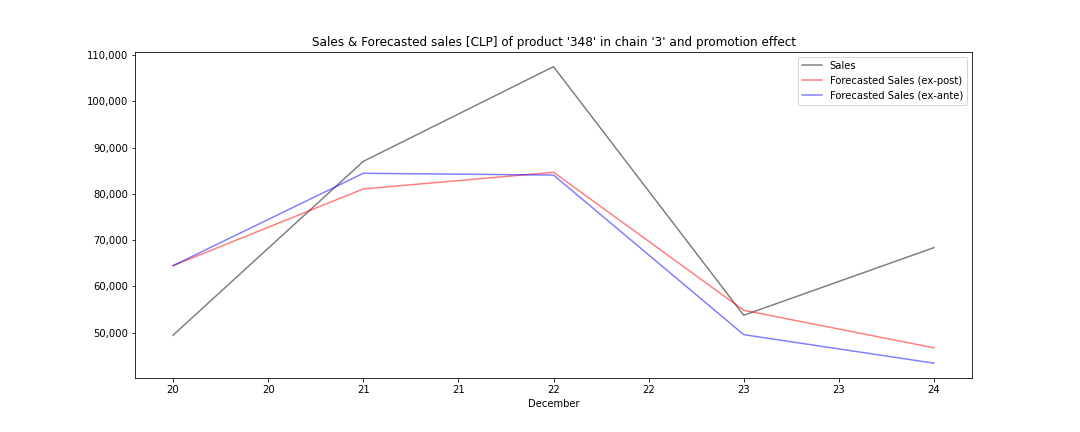 Sales & Forecasted sales [CLP] of product '348' in chain '3' and promotion effect
110,000
100,000
90,000
80,000
70,000
60,000
50,000
Sales
Forecasted Sales (ex-post)
Forecasted Sales (ex-ante)
20 20 21 21 22 22 23 23 24
December